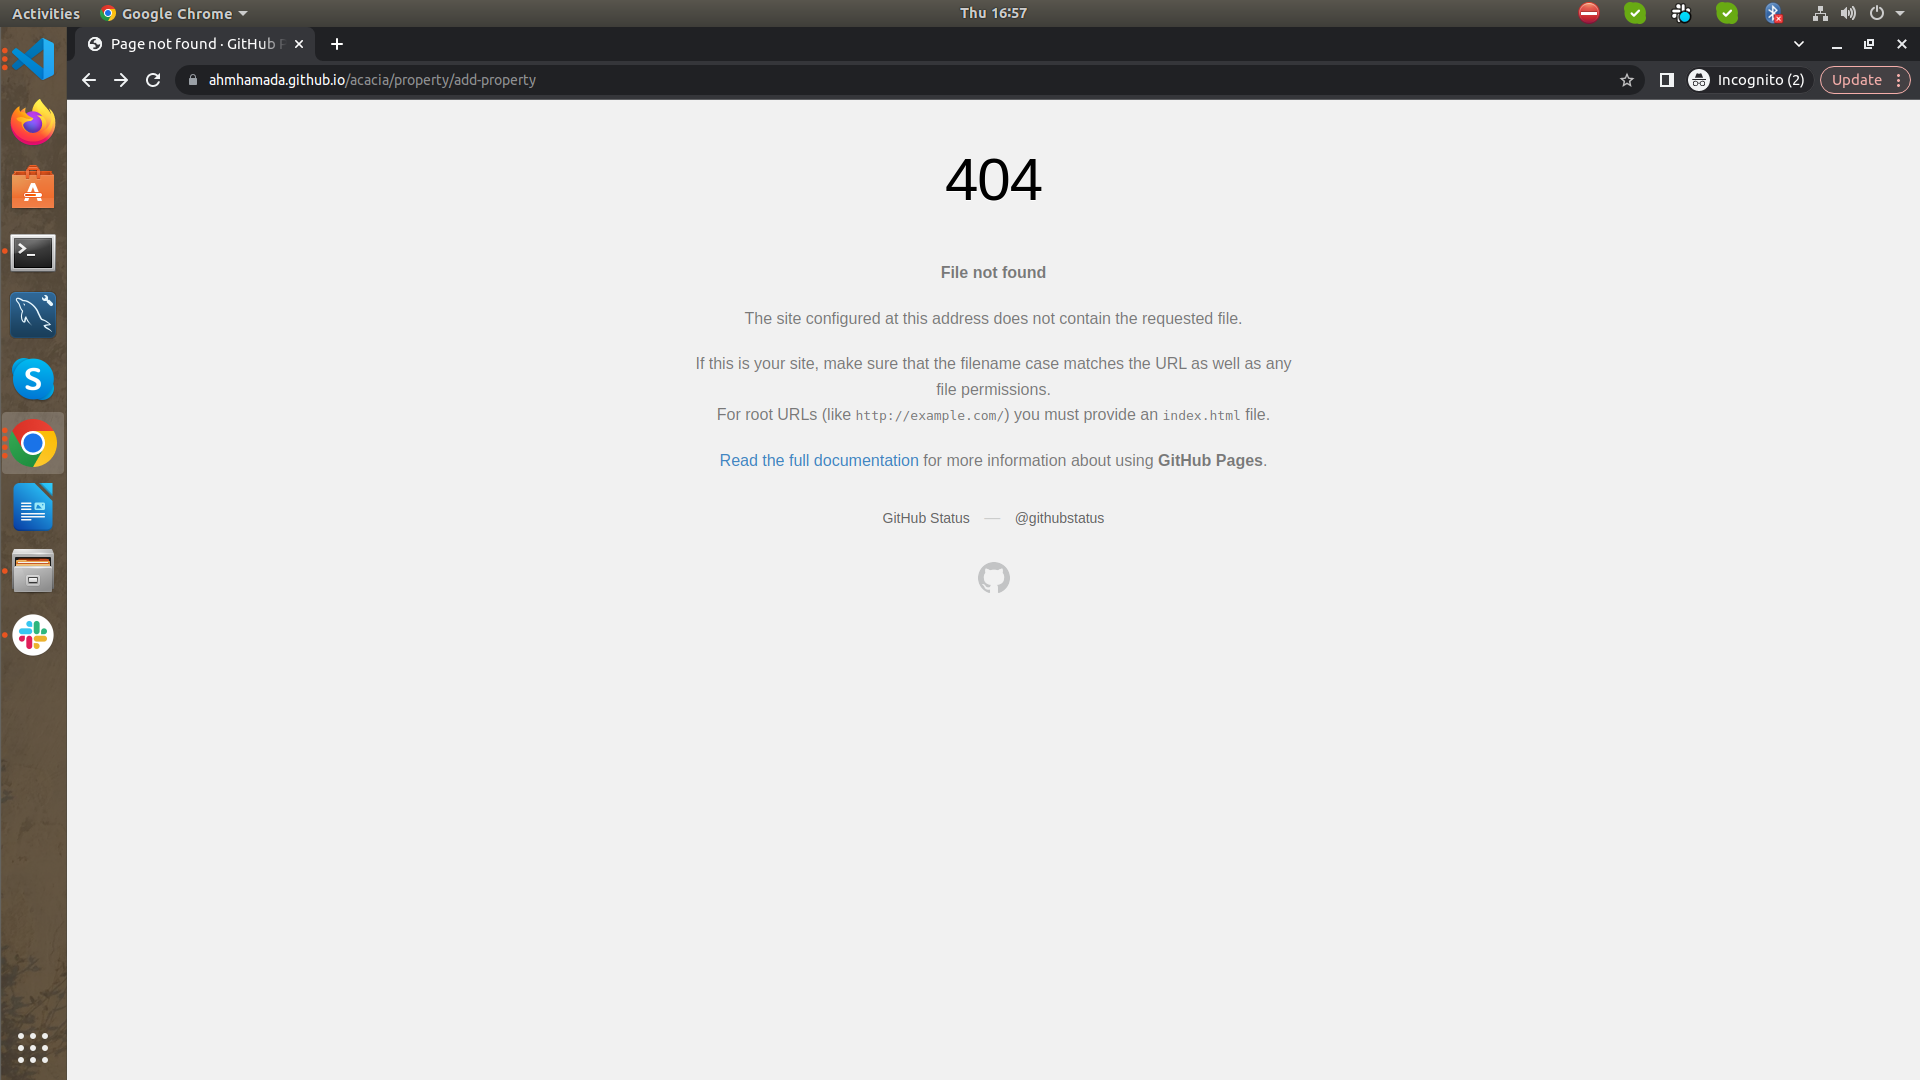 Activities Google Chrome Thu 16:57
Page not found · GitHub P
ahmhamada.github.io/acacia/property/add-property Incognito (2) Update
404
File not found
The site configured at this address does not contain the requested file.
If this is your site, make sure that the filename case matches the URL as well as any
file permissions.
For root URLs (like http://example.com/) you must provide an index.html file.
Read the full documentation for more information about using GitHub Pages.
GitHub Status — @githubstatus